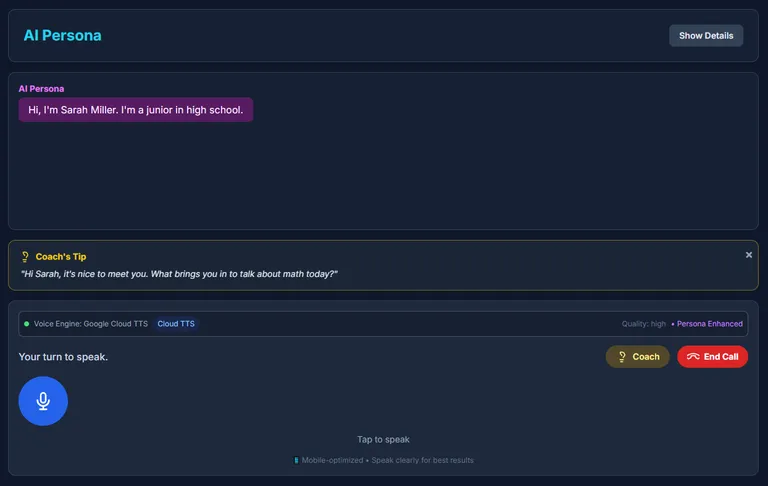 AI Persona
Show Details
AI Persona
Hi, I'm Sarah Miller. I'm a junior in high school.
Coach's Tip
"Hi Sarah, it's nice to meet you. What brings you in to talk about math today?"
Voice Engine: Google Cloud TTS Cloud TTS
Quality: high • Persona Enhanced
Your turn to speak.
Coach
End Call
Tap to speak
Mobile-optimized • Speak clearly for best results